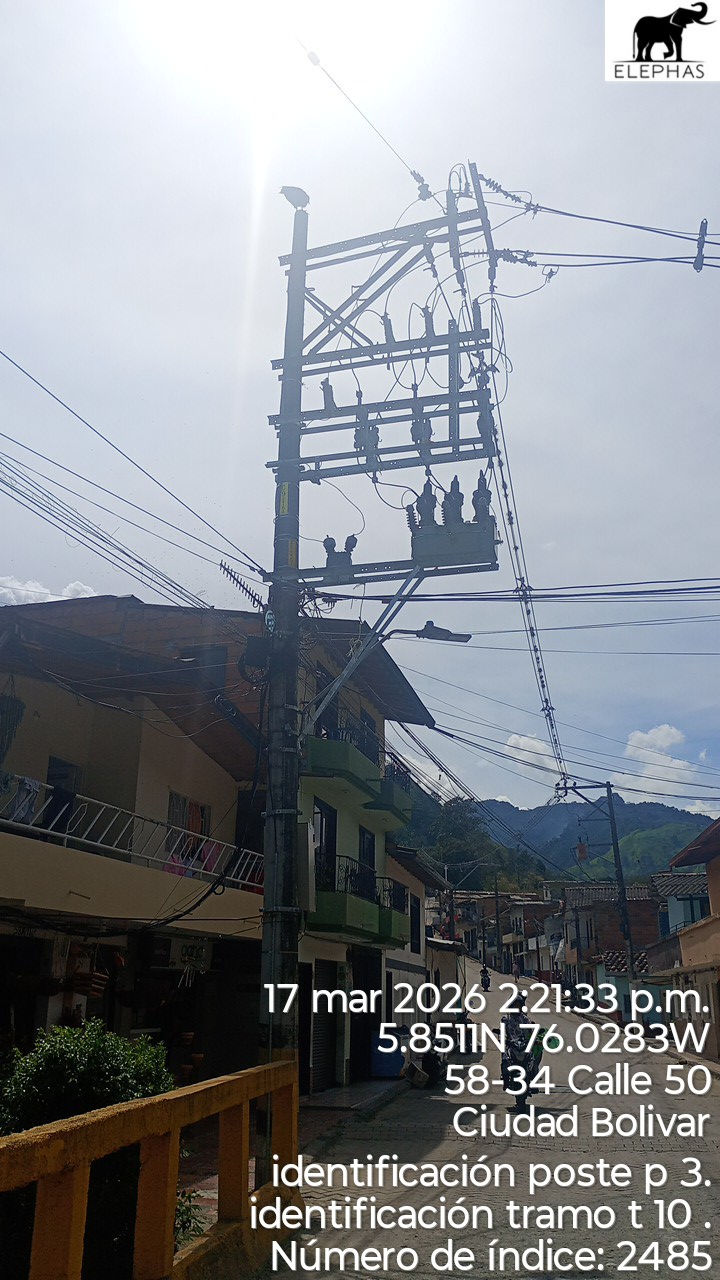 ELEPHAS
17 mar 2026 2:21:33 p.m.
5.8511N 76.0283W
58-34 Calle 50
Ciudad Bolivar
identificación poste p 3.
identificación tramo t 10 .
Número de índice: 2485